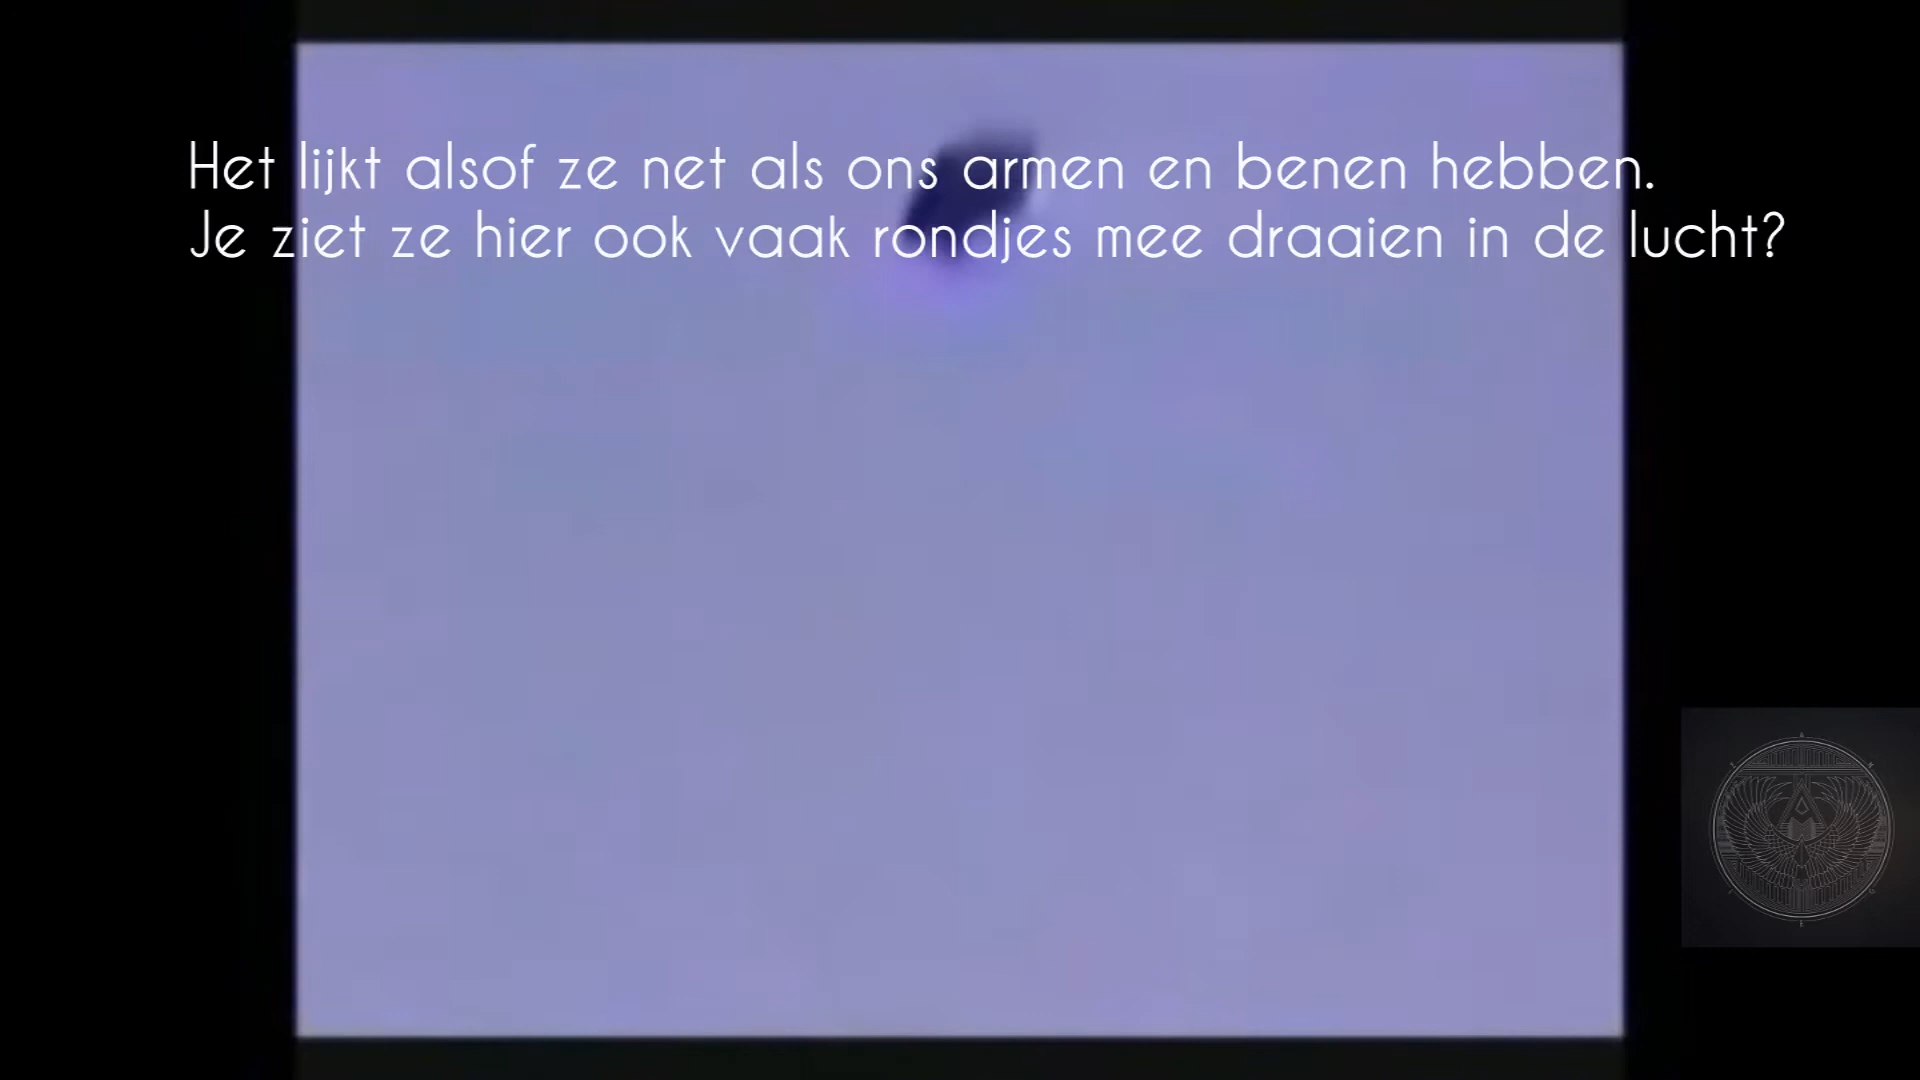 Het lijkt alsof ze net als ons armen en benen hebben.
Je ziet ze hier ook vaak rondjes mee draaien in de lucht?